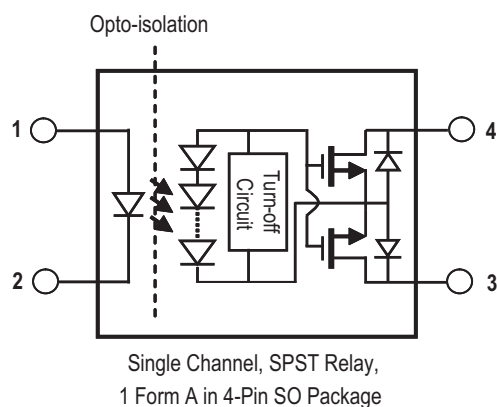 Opto-isolation
1
4
Turn-off
Circuit
2
3
Single Channel, SPST Relay,
1 Form A in 4-Pin SO Package